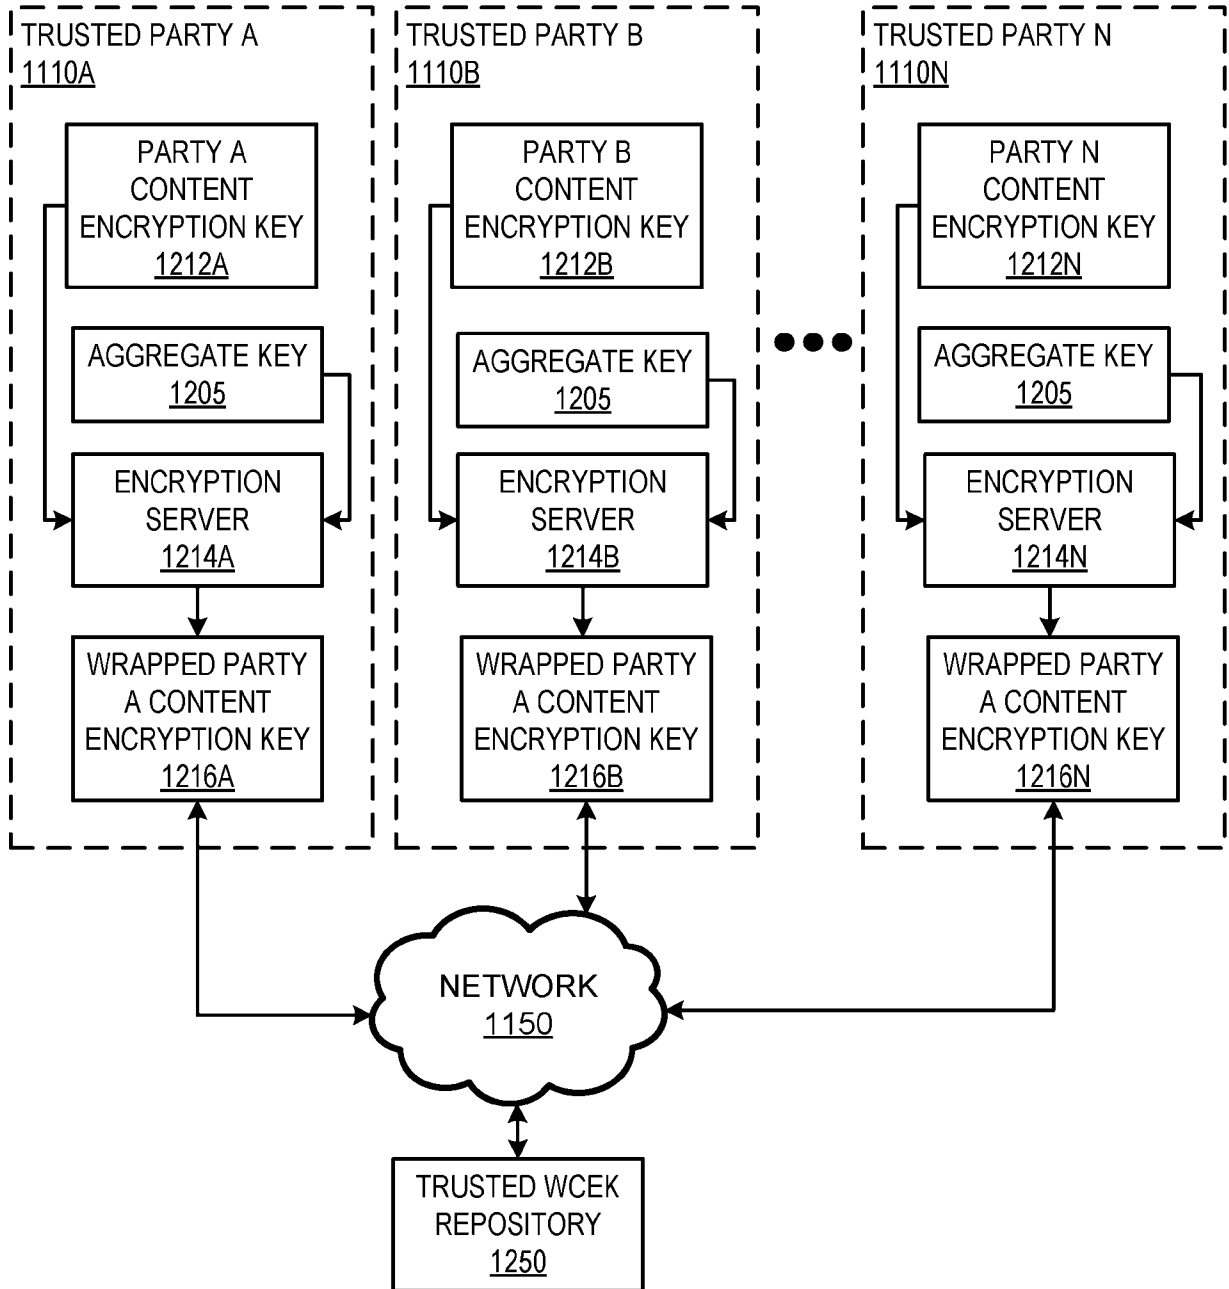 TRUSTED PARTY A
1110A
PARTY A
CONTENT
ENCRYPTION KEY
1212A
AGGREGATE KEY
1205
ENCRYPTION
SERVER
1214A
WRAPPED PARTY
A CONTENT
ENCRYPTION KEY
1216A
TRUSTED PARTY B
1110B
PARTY B
CONTENT
ENCRYPTION KEY
1212B
AGGREGATE KEY
1205
ENCRYPTION
SERVER
1214B
WRAPPED PARTY
A CONTENT
ENCRYPTION KEY
1216B
TRUSTED PARTY N
1110N
PARTY N
CONTENT
ENCRYPTION KEY
1212N
AGGREGATE KEY
1205
ENCRYPTION
SERVER
1214N
WRAPPED PARTY
A CONTENT
ENCRYPTION KEY
1216N
NETWORK
1150
TRUSTED WCEK
REPOSITORY
1250